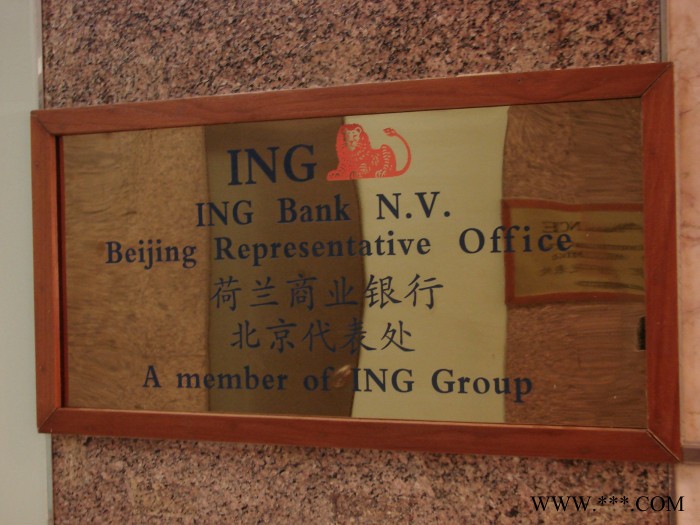 ING
ING Bank N.V.
Beijing Representative Office
荷兰商业银行
北京代表处
A member of ING Group
WWW.***.COM